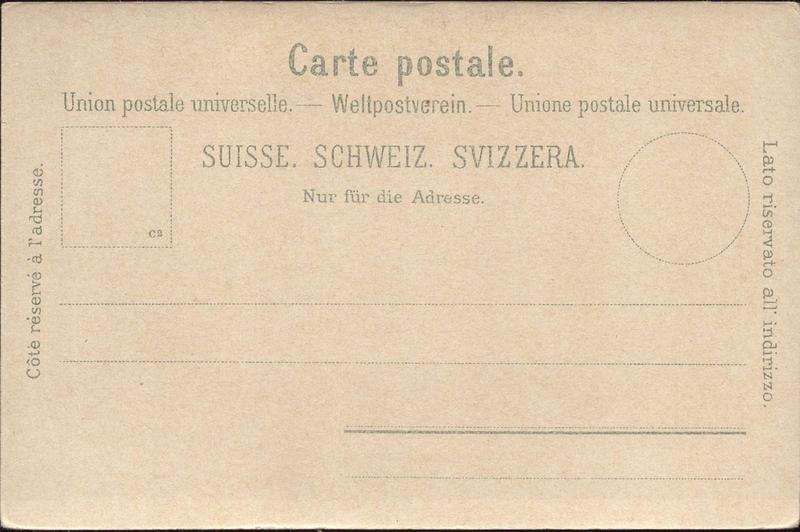 Carte postale.
Union postale universelle. — Weltpostverein. — Unione postale universale.
SUISSE. SCHWEIZ. SVIZZERA.
Nur für die Adresse.
C2
Côté réservé à l'adresse.
Lato riservato all' indirizzo.